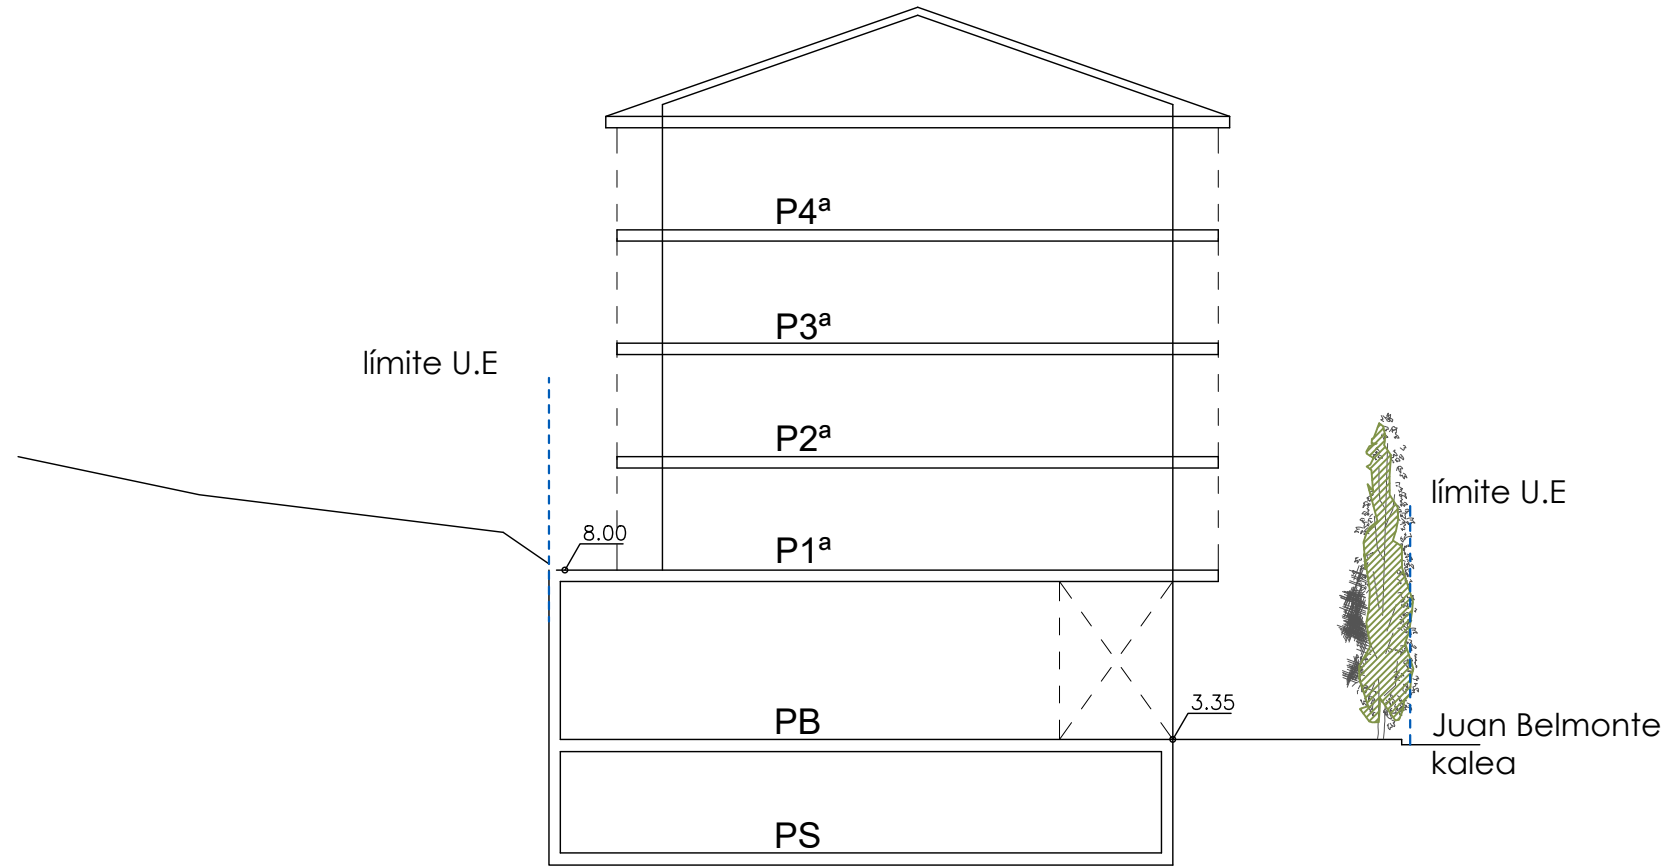 P4ª
P3ª
límite U.E
P2ª
límite U.E
8.00
P1ª
3.35
PB
Juan Belmonte
kalea
PS